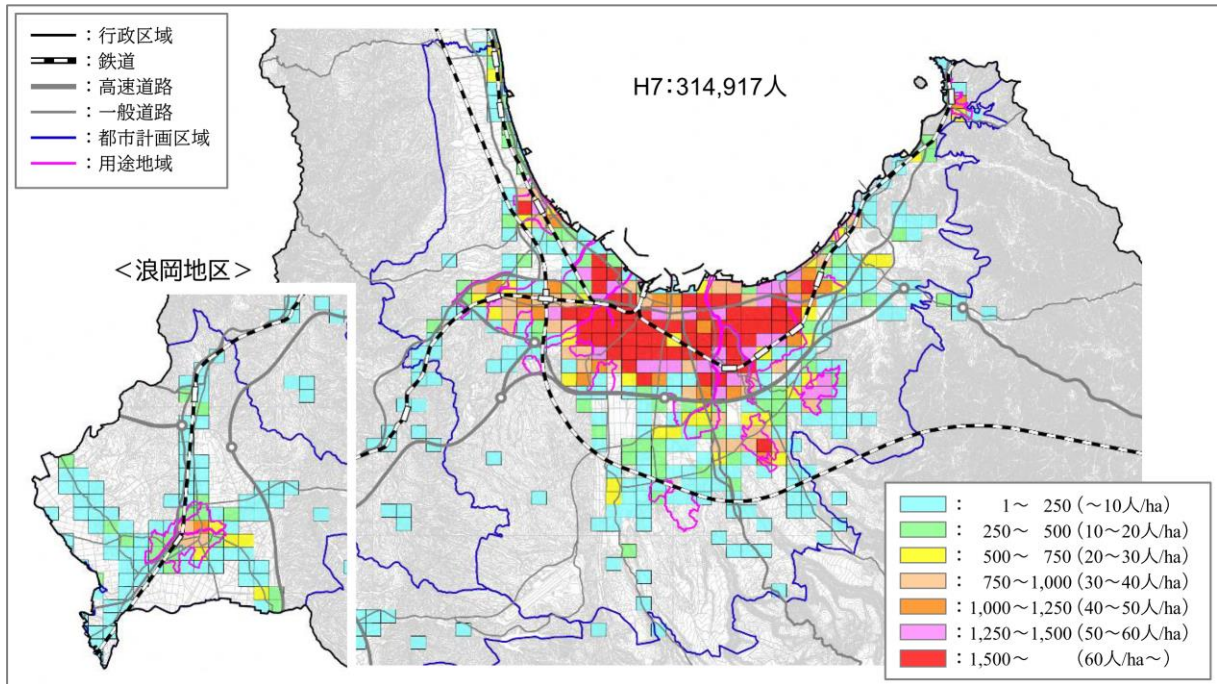 ：行政区域
：鉄道
：高速道路
：一般道路
：都市計画区域
：用途地域
H7：314,917人
＜浪岡地区＞
： 1～ 250（～10人/ha）
： 250～ 500（10～20人/ha）
： 500～ 750（20～30人/ha）
： 750～1,000（30～40人/ha）
：1,000～1,250（40～50人/ha）
：1,250～1,500（50～60人/ha）
：1,500～ （60人/ha～）